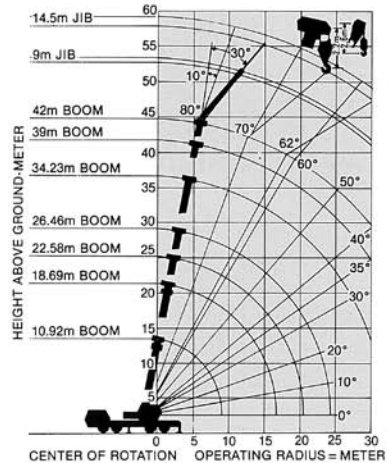 14.5m JIB
9m JIB
42m BOOM
39m BOOM
34.23m BOOM
26.46m BOOM
22.58m BOOM
18.69m BOOM
10.92m BOOM
HEIGHT ABOVE GROUND-METER
60
55
50
45
40
35
30
25
20
15
10
5
0
30°
10°
80°
70°
62°
60°
50°
40°
35°
30°
20°
10°
0°
0 5 10 15 20 25 30
CENTER OF ROTATION OPERATING RADIUS = METER